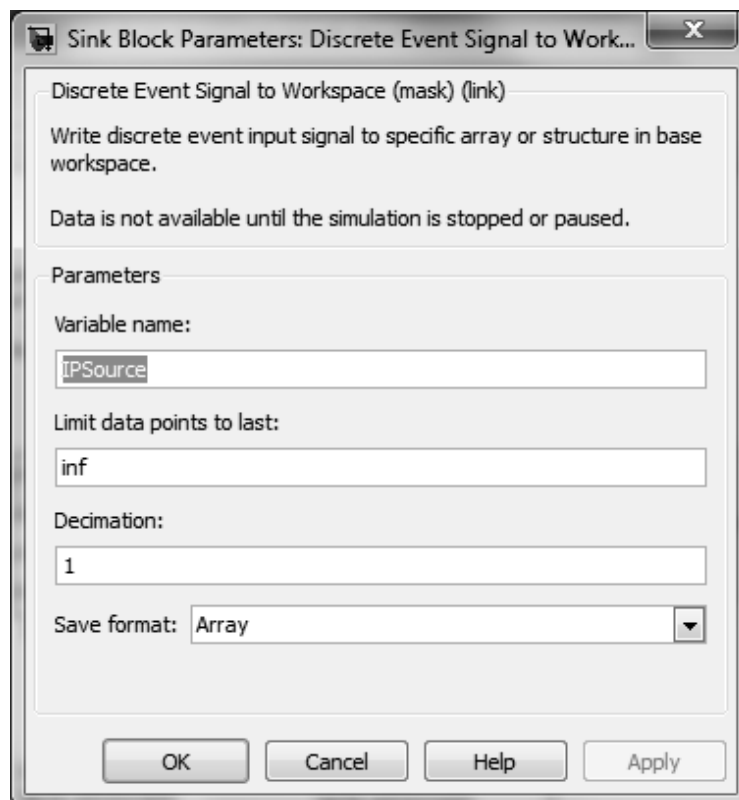 Sink Block Parameters: Discrete Event Signal to Work...
Discrete Event Signal to Workspace (mask) (link)
Write discrete event input signal to specific array or structure in base
workspace.
Data is not available until the simulation is stopped or paused.
Parameters
Variable name:
IPSource
Limit data points to last:
inf
Decimation:
1
Save format: Array
OK Cancel Help Apply